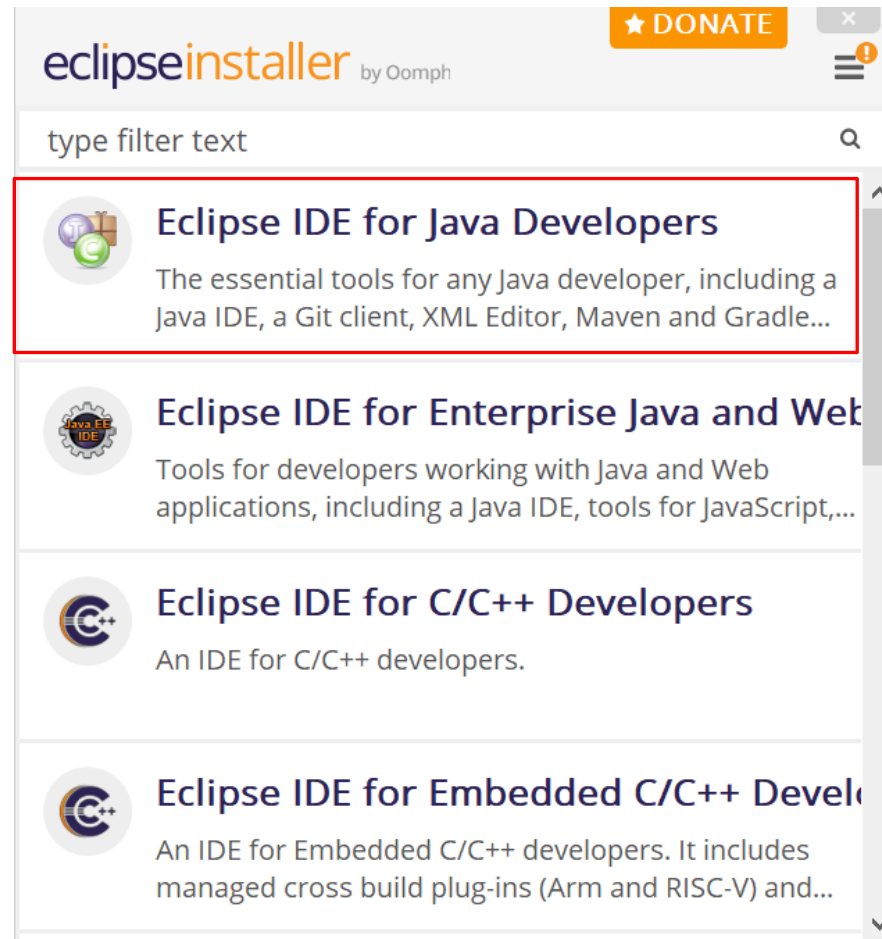 ★ DONATE
eclipseinstaller by Oomph
type filter text
Eclipse IDE for Java Developers
The essential tools for any Java developer, including a
Java IDE, a Git client, XML Editor, Maven and Gradle...
Java EE
IDE
Eclipse IDE for Enterprise Java and Web
Tools for developers working with Java and Web
applications, including a Java IDE, tools for JavaScript,...
C++
Eclipse IDE for C/C++ Developers
An IDE for C/C++ developers.
C++
Eclipse IDE for Embedded C/C++ Devel
An IDE for Embedded C/C++ developers. It includes
managed cross build plug-ins (Arm and RISC-V) and...